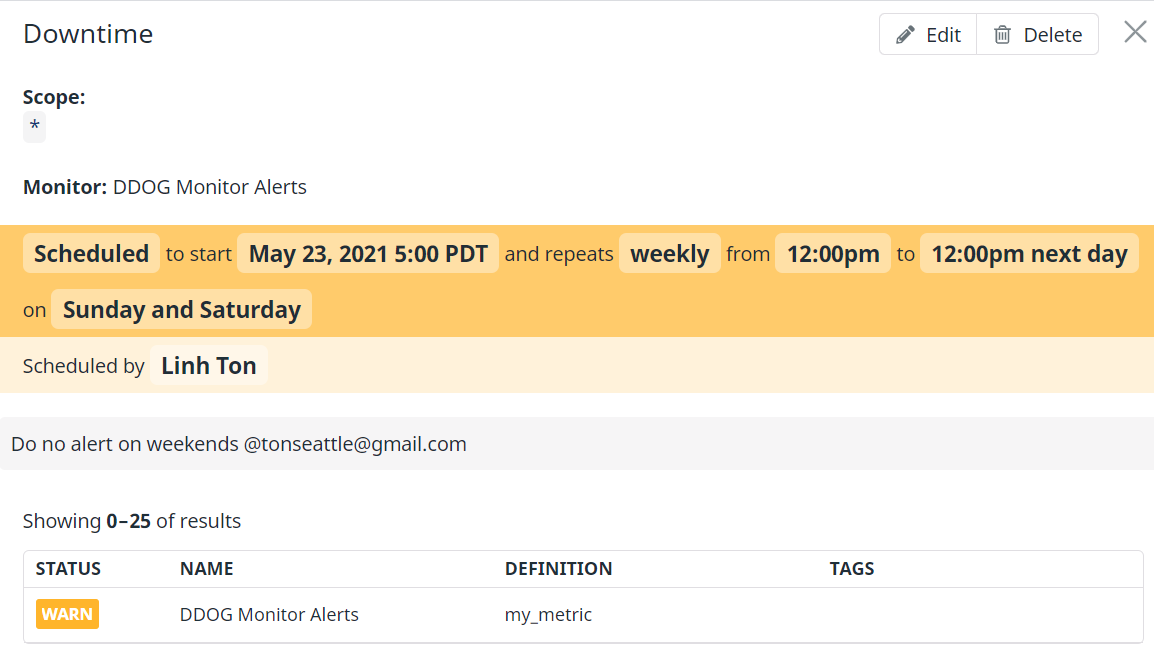 Downtime
Edit
Delete
Scope:
*
Monitor: DDOG Monitor Alerts
Scheduled to start May 23, 2021 5:00 PDT and repeats weekly from 12:00pm to 12:00pm next day
on Sunday and Saturday
Scheduled by Linh Ton
Do no alert on weekends @tonseattle@gmail.com
Showing 0–25 of results
STATUS NAME DEFINITION TAGS
WARN DDOG Monitor Alerts my_metric